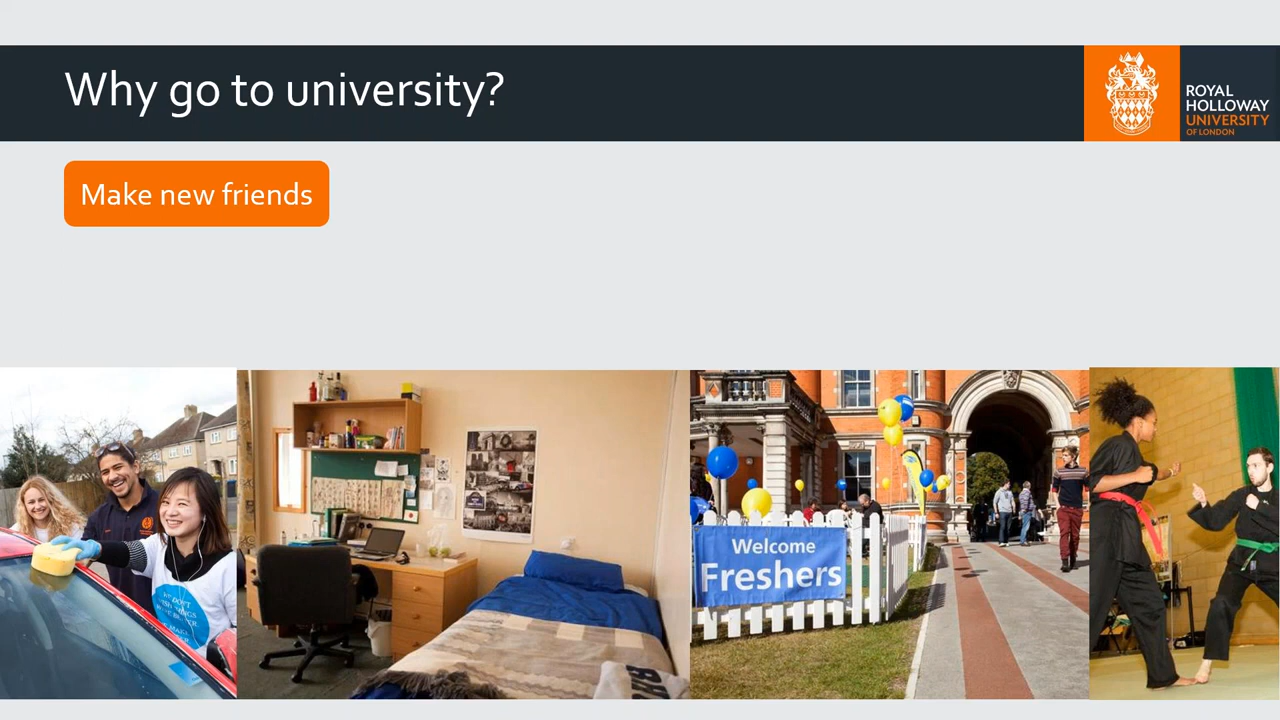 Why go to university?
ROYAL
HOLLOWAY
UNIVERSITY
OF LONDON
Make new friends
Welcome
Freshers